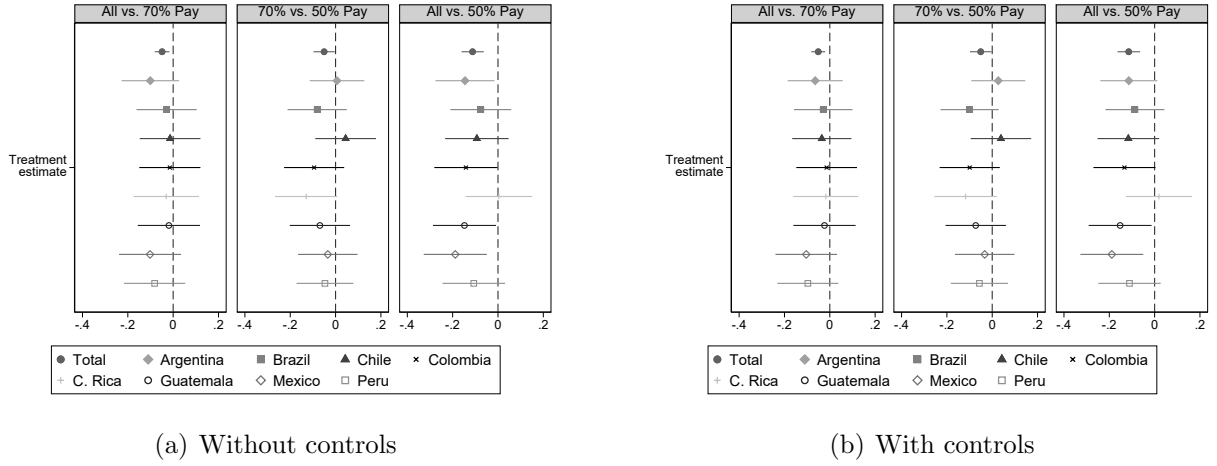 All vs. 70% Pay 70% vs. 50% Pay All vs. 50% Pay
Treatment
estimate
-.4 -.2 0 .2 -.4 -.2 0 .2 -.4 -.2 0 .2
Total Argentina Brazil Chile Colombia
C. Rica Guatemala Mexico Peru
(a) Without controls
All vs. 70% Pay 70% vs. 50% Pay All vs. 50% Pay
Treatment
estimate
-.4 -.2 0 .2 -.4 -.2 0 .2 -.4 -.2 0 .2
Total Argentina Brazil Chile Colombia
C. Rica Guatemala Mexico Peru
(b) With controls